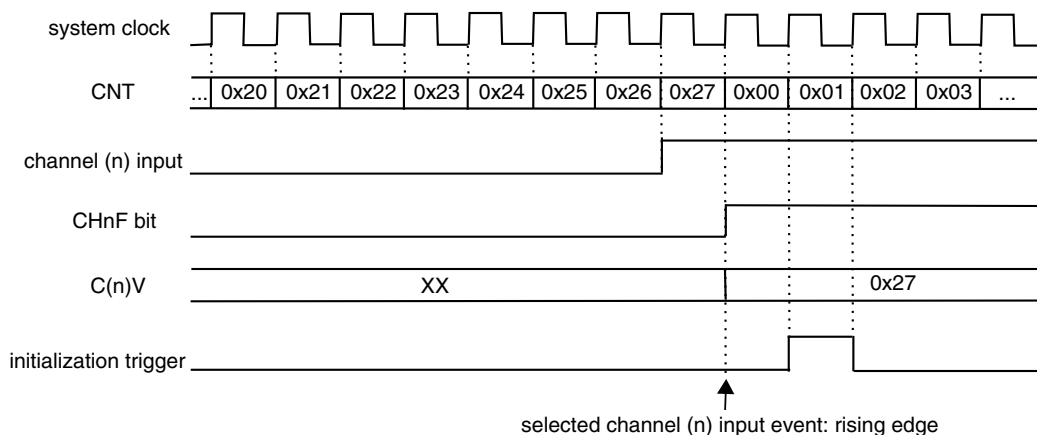 system clock
CNT ... 0x20 0x21 0x22 0x23 0x24 0x25 0x26 0x27 0x00 0x01 0x02 0x03 ...
channel (n) input
CHnF bit
C(n)V XX 0x27
initialization trigger
selected channel (n) input event: rising edge